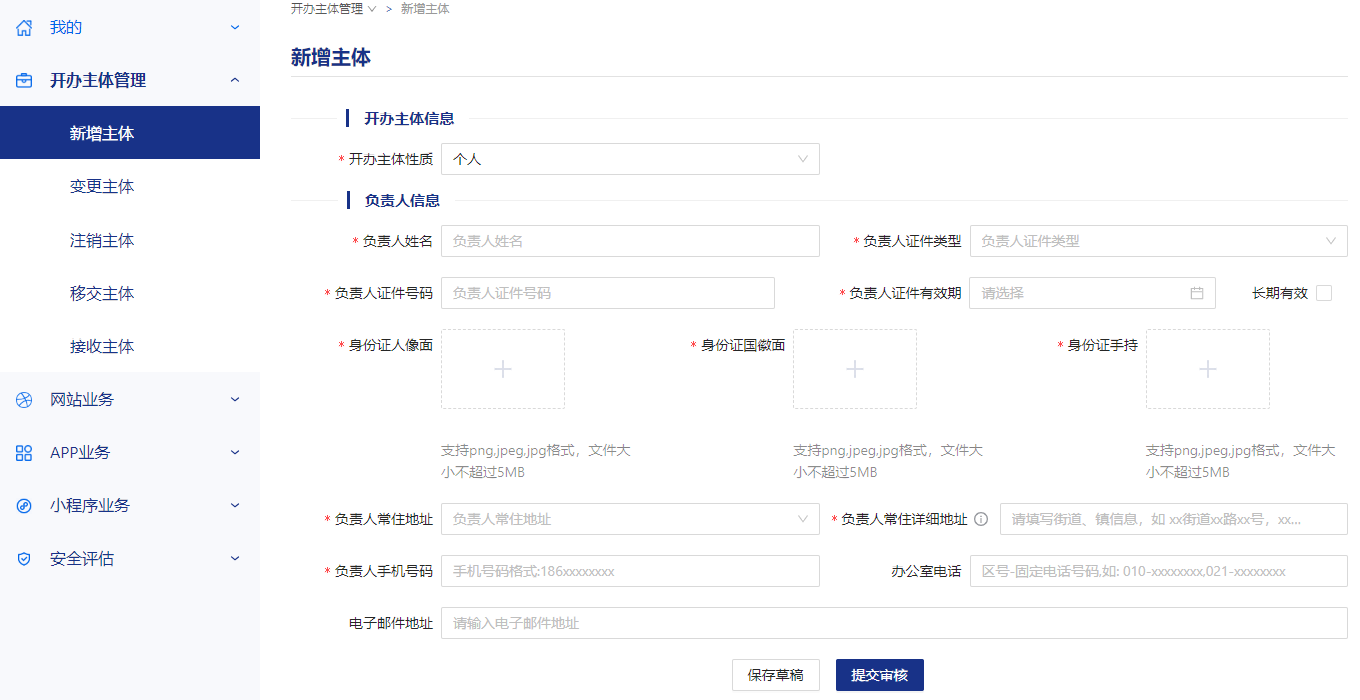 我的
开办主体管理
新增主体
变更主体
注销主体
移交主体
接收主体
网站业务
APP业务
小程序业务
安全评估
开办主体管理 > 新增主体
新增主体
开办主体信息
* 开办主体性质 个人
负责人信息
* 负责人姓名 负责人姓名 * 负责人证件类型 负责人证件类型
* 负责人证件号码 负责人证件号码 * 负责人证件有效期 请选择 长期有效
* 身份证人像面 * 身份证国徽面 * 身份证手持
支持png,jpeg,jpg格式，文件大 支持png,jpeg,jpg格式，文件大 支持png,jpeg,jpg格式，文件大
小不超过5MB 小不超过5MB 小不超过5MB
* 负责人常住地址 负责人常住地址 * 负责人常住详细地址 请填写街道、镇信息，如 xx街道xx路xx号，xx...
* 负责人手机号码 手机号码格式:186xxxxxxxx 办公室电话 区号-固定电话号码,如: 010-xxxxxxxx,021-xxxxxxxx
电子邮件地址 请输入电子邮件地址
保存草稿 提交审核